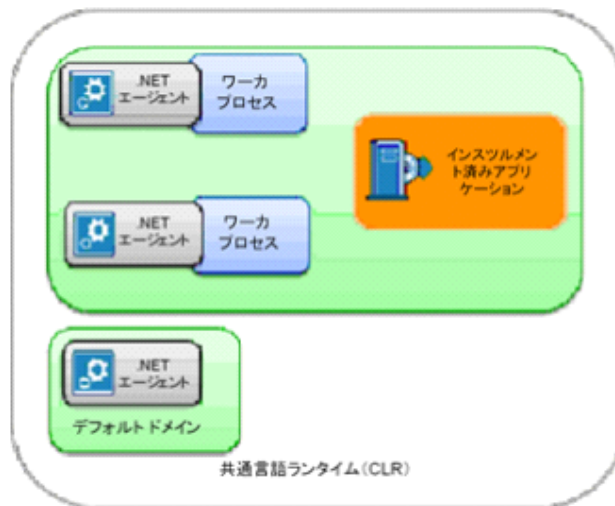 .NET
エージェント
ワーカ
プロセス
インスツルメン
ト済みアプリ
ケーション
.NET
エージェント
ワーカ
プロセス
.NET
エージェント
デフォルトドメイン
共通言語ランタイム(CLR)